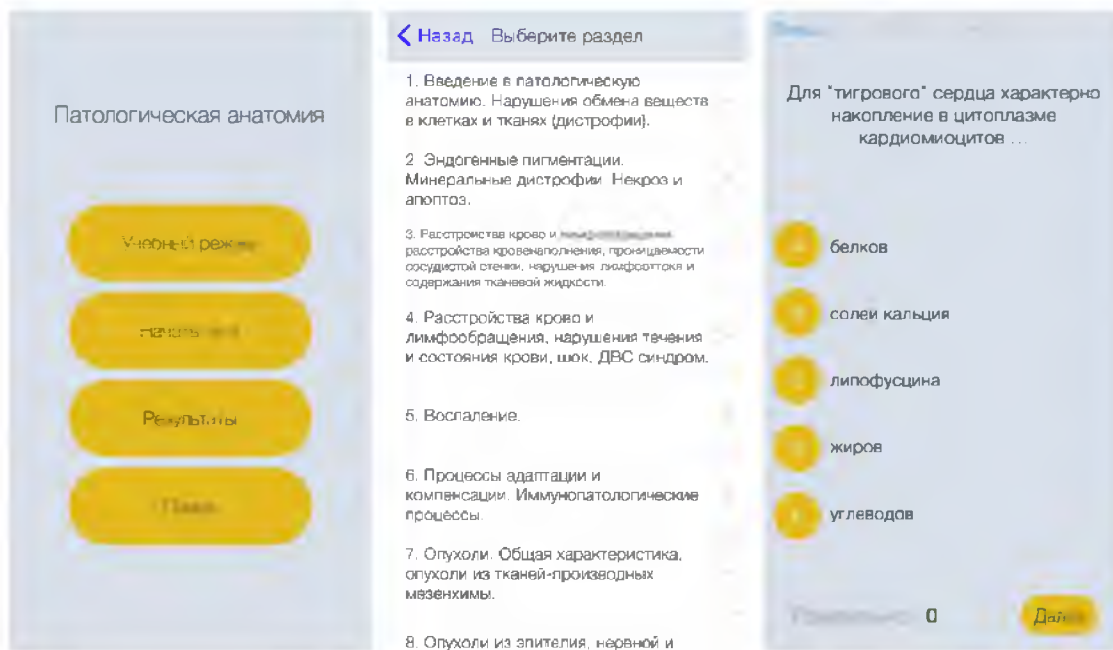 Патологическая анатомия
Учебный режим
Результаты
Назад Выберите раздел
1. Введение в патологическую
анатомию. Нарушения обмена веществ
в клетках и тканях (дистрофии).
2 Эндогенные пигментации.
Минеральные дистрофии. Некроз и
апоптоз.
3. Расстройства крово и лимфообращения,
расстройства кровенаполнения, проницаемости
сосудистой стенки, нарушения лимфооттока и
содержания тканевой жидкости.
4. Расстройства крово и
лимфообращения, нарушения течения
и состояния крови, шок. ДВС синдром.
5. Воспаление.
6. Процессы адаптации и
компенсации. Иммунопатологические
процессы.
7. Опухоли. Общая характеристика,
опухоли из тканей-производных
мезенхимы.
8. Опухоли из эпителия, нервной и
Для "тигрового" сердца характерно
накопление в цитоплазме
кардиомиоцитов ...
белков
солей кальция
липофусцина
жиров
углеводов
0
Далее